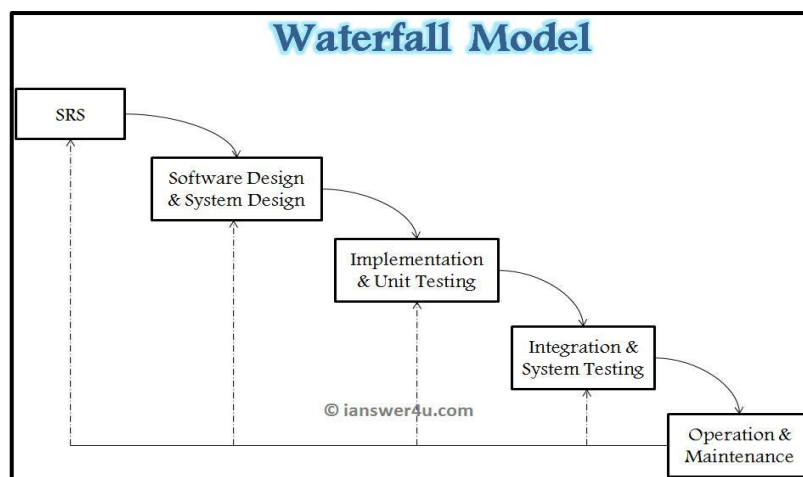 Waterfall Model
SRS
Software Design
& System Design
Implementation
& Unit Testing
Integration &
System Testing
© ianswer4u.com
Operation &
Maintenance